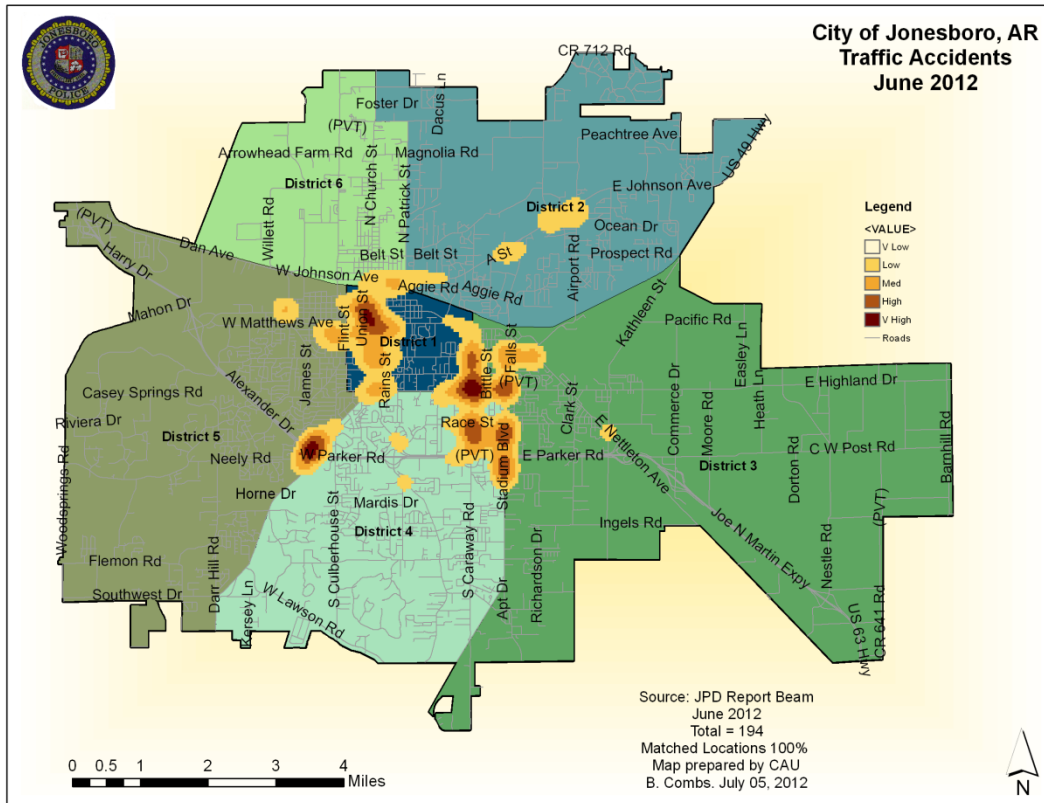 JONESBORO
POLICE
City of Jonesboro, AR
Traffic Accidents
June 2012
CR 712 Rd
Foster Dr
Dacus Ln
(PVT)
Peachtree Ave
US 49 Hwy
Arrowhead Farm Rd
N Church St
Magnolia Rd
District 6
N Patrick St
E Johnson Ave
Willett Rd
District 2
Ocean Dr
(PVT)
Dan Ave
Belt St
Belt St
A St
Airport Rd
Prospect Rd
Harry Dr
W Johnson Ave
Aggie Rd
Aggie Rd
Kathleen St
Mahon Dr
W Matthews Ave
Flint St
Union St
District 1
Pacific Rd
James St
Rains St
Bittle St
Falls St
(PVT)
Easley Ln
Heath Ln
E Highland Dr
Casey Springs Rd
Alexander Dr
Clark St
Commerce Dr
Moore Rd
Riviera Dr
District 5
Race St
Stadium Blvd
E Nettleton Ave
C W Post Rd
Neely Rd
W Parker Rd
(PVT)
E Parker Rd
District 3
Dorton Rd
Barnhill Rd
Woodsprings Rd
Horne Dr
Mardis Dr
(PVT)
S Culberhouse St
District 4
S Caraway Rd
Ingels Rd
Joe N Martin Expy
Flemon Rd
Darr Hill Rd
Richardson Dr
Nestle Rd
Southwest Dr
Kersey Ln
W Lawson Rd
Apt Dr
US 63 Hwy
CR 641 Rd
Legend
<VALUE>
V Low
Low
Med
High
V High
Roads
Source: JPD Report Beam
June 2012
Total = 194
Matched Locations 100%
Map prepared by CAU
B. Combs. July 05, 2012
0 0.5 1 2 3 4
Miles
N